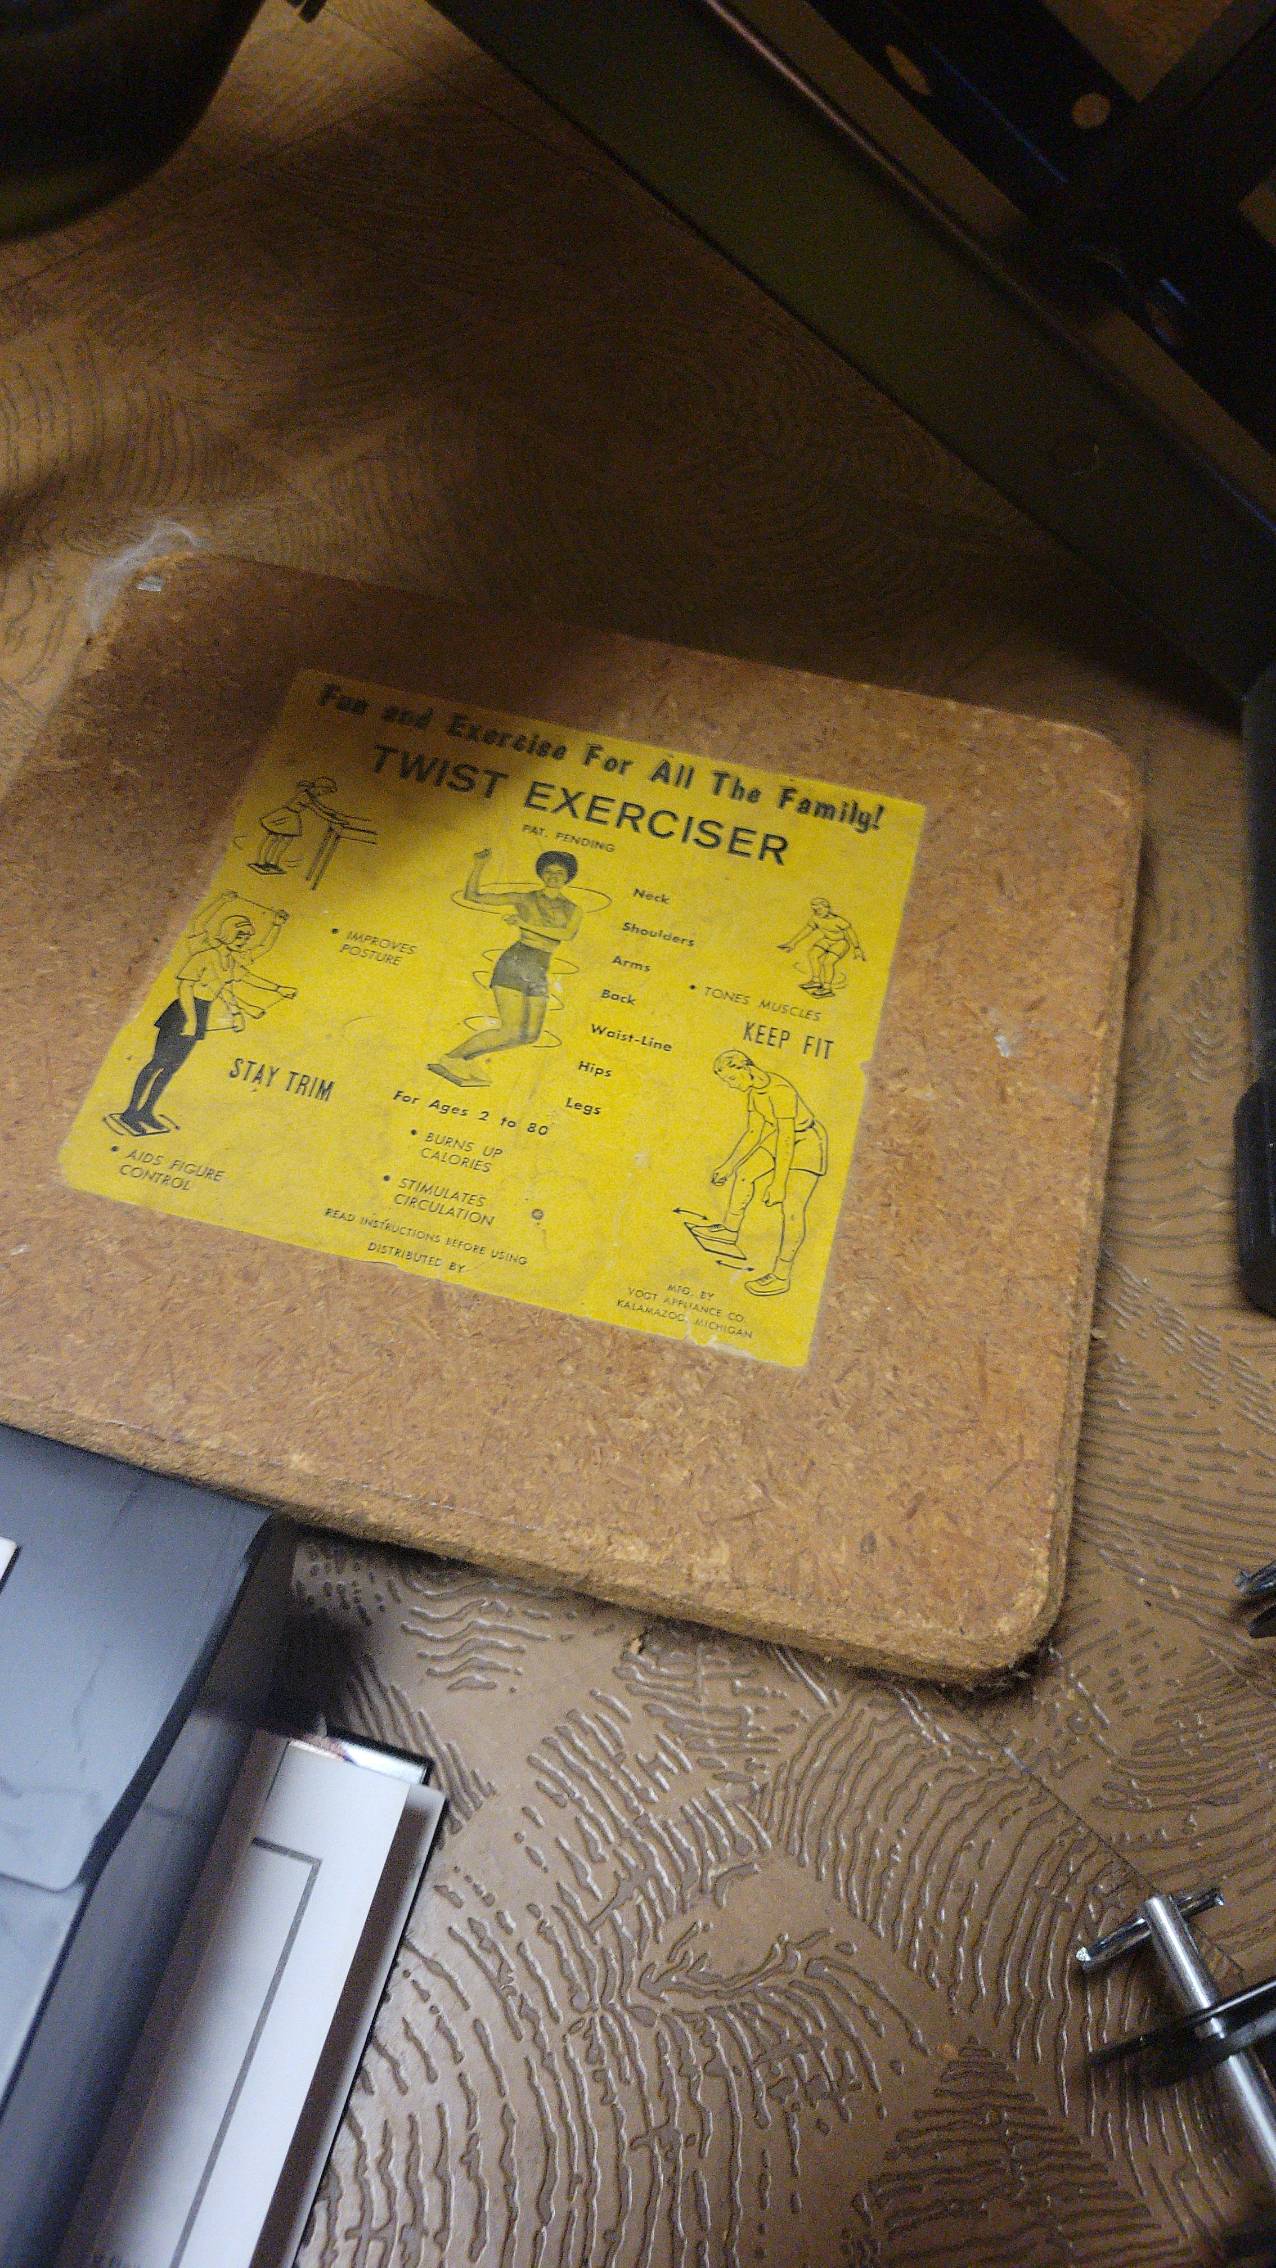 Fun and Exercise For All The Family!
TWIST EXERCISER
PAT. PENDING
Neck
Shoulders
Arms
Back
Waist-Line
Hips
Legs
• IMPROVES
POSTURE
• TONES MUSCLES
KEEP FIT
STAY TRIM
For Ages 2 to 80
• BURNS UP
CALORIES
• AIDS FIGURE
CONTROL
• STIMULATES
CIRCULATION
READ INSTRUCTIONS BEFORE USING
DISTRIBUTED BY
MTG. BY
VOGT APPLIANCE CO.
KALAMAZOO, MICHIGAN